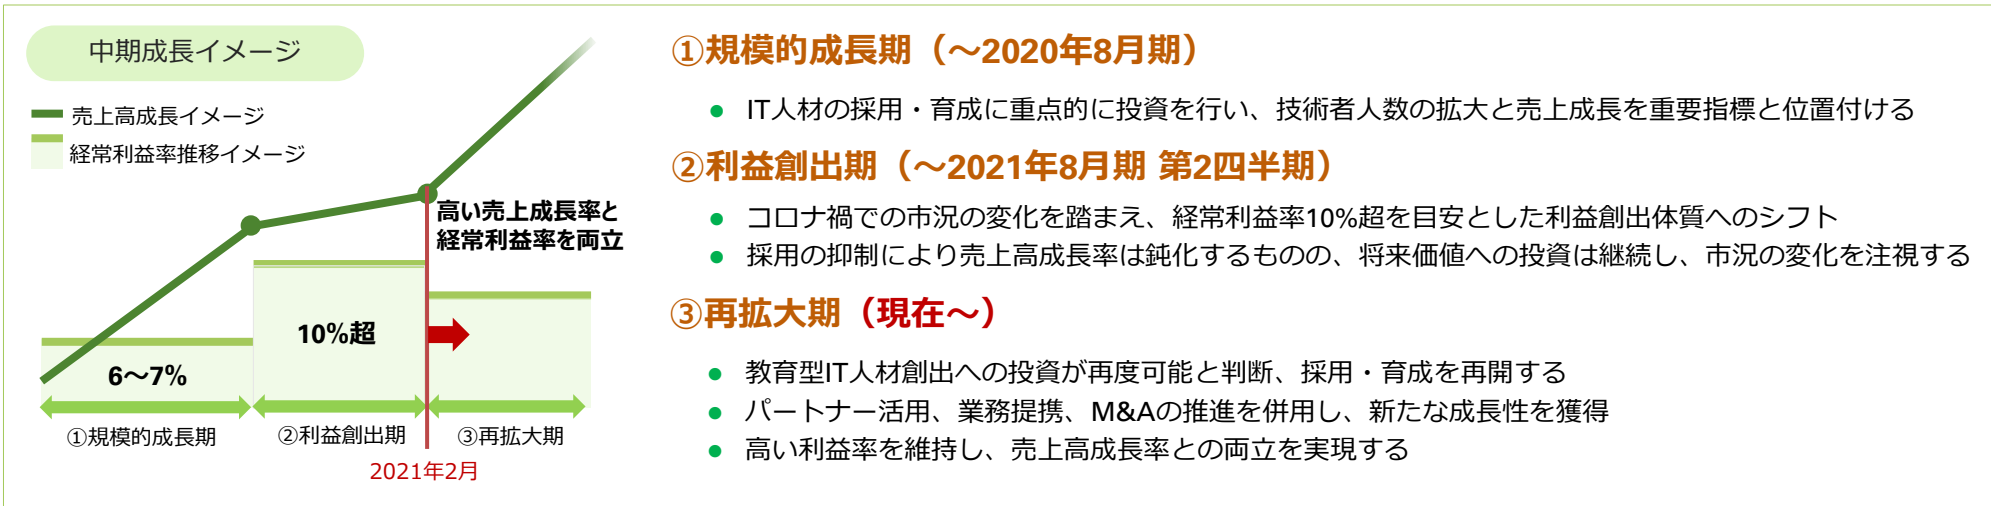 中期成長イメージ
売上高成長イメージ
経常利益率推移イメージ
高い売上成長率と
経常利益率を両立
10%超
6～7%
①規模的成長期
②利益創出期
③再拡大期
2021年2月
①規模的成長期（～2020年8月期）
● IT人材の採用・育成に重点的に投資を行い、技術者人数の拡大と売上成長を重要指標と位置付ける
②利益創出期（～2021年8月期 第2四半期）
● コロナ禍での市況の変化を踏まえ、経常利益率10%超を目安とした利益創出体質へのシフト
● 採用の抑制により売上高成長率は鈍化するものの、将来価値への投資は継続し、市況の変化を注視する
③再拡大期（現在～）
● 教育型IT人材創出への投資が再度可能と判断、採用・育成を再開する
● パートナー活用、業務提携、M&Aの推進を併用し、新たな成長性を獲得
● 高い利益率を維持し、売上高成長率との両立を実現する